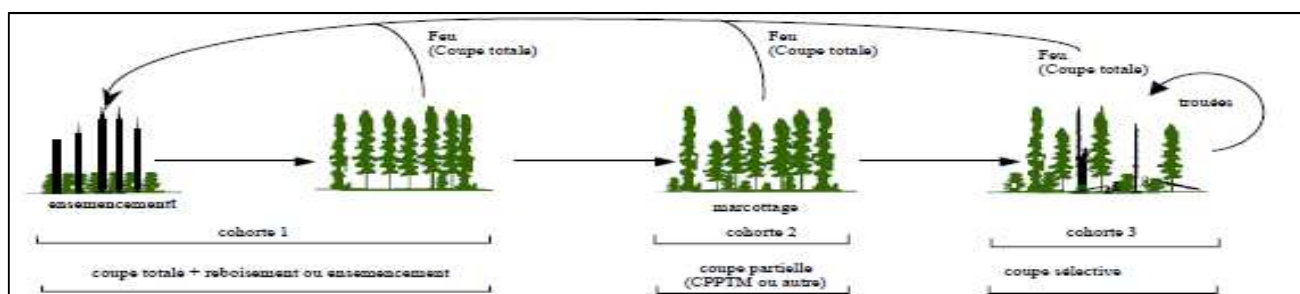 Feu
(Coupe totale)
Feu
(Coupe totale)
Feu
(Coupe totale)
trouées
ensemencement
marcottage
cohorte 1
cohorte 2
cohorte 3
coupe totale + reboisement ou ensemencement
coupe partielle
(CPPTM ou autre)
coupe sélective